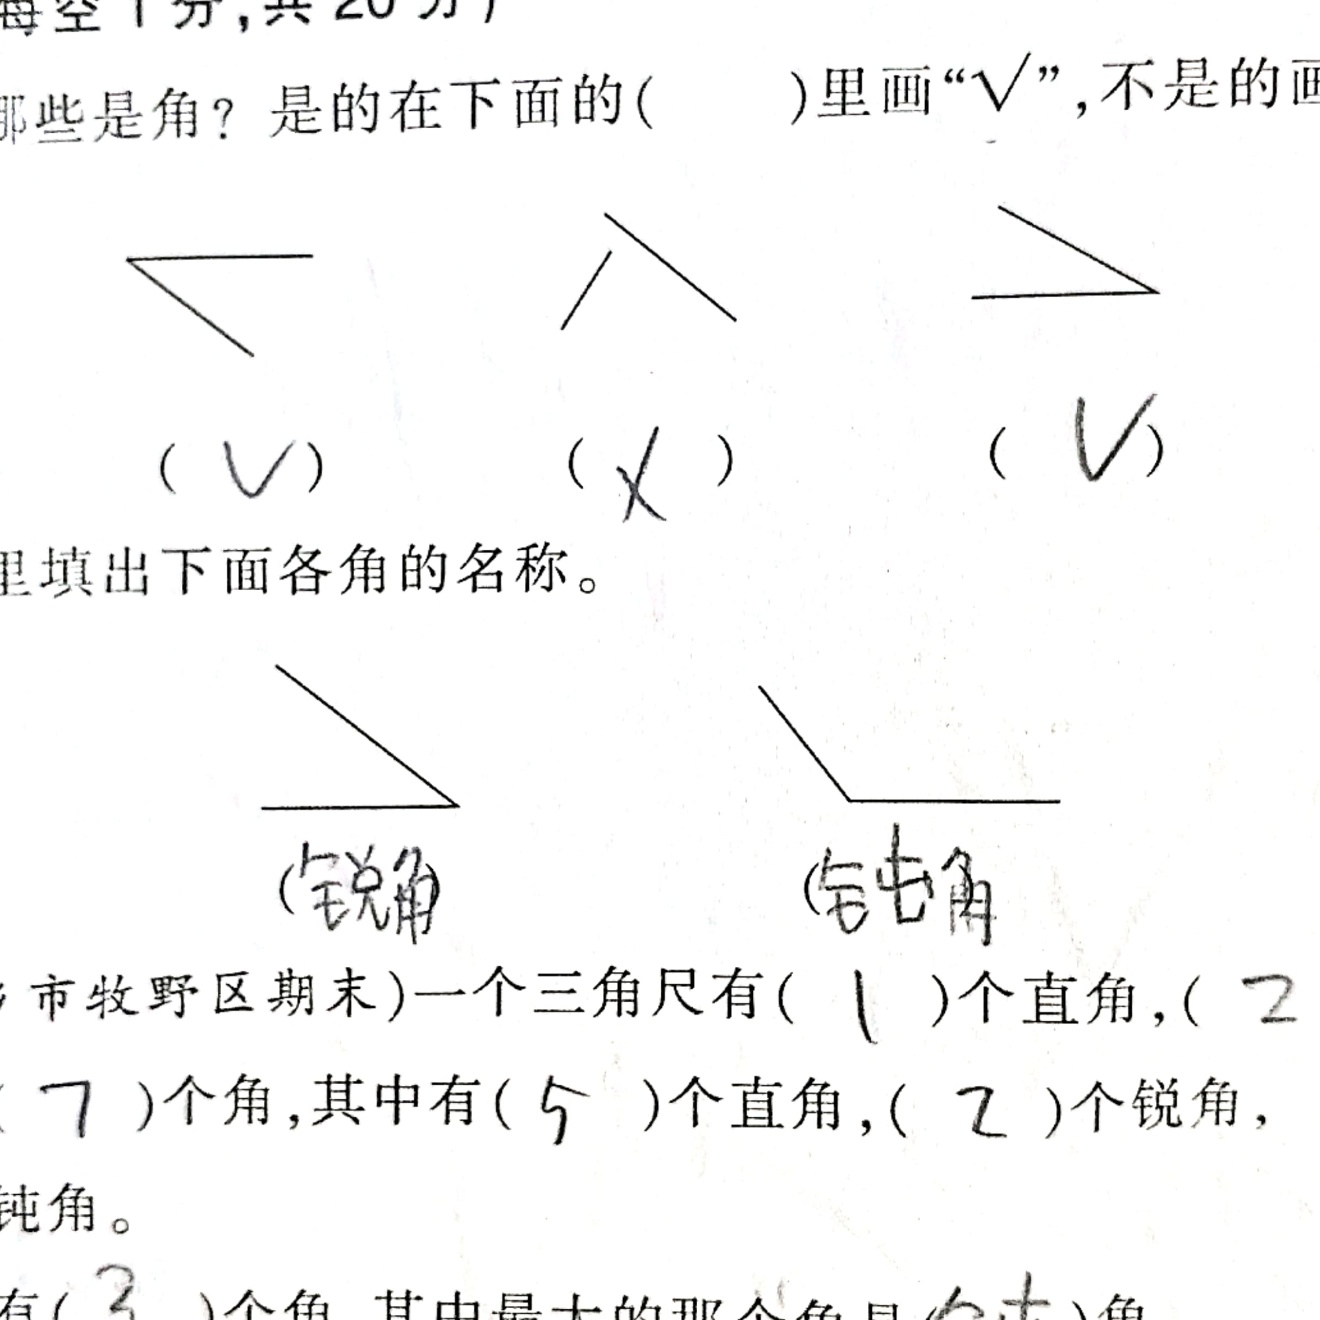 每空1分,共20分)
哪些是角？是的在下面的(　　)里画“√”,不是的画
(√) (×) (√)
里填出下面各角的名称。
(锐角) (钝角)
市牧野区期末)一个三角尺有( 1 )个直角,( 2
( 7 )个角,其中有( 5 )个直角,( 2 )个锐角,
钝角。
有( 3 )个角,其中最大的那个角是(钝)角